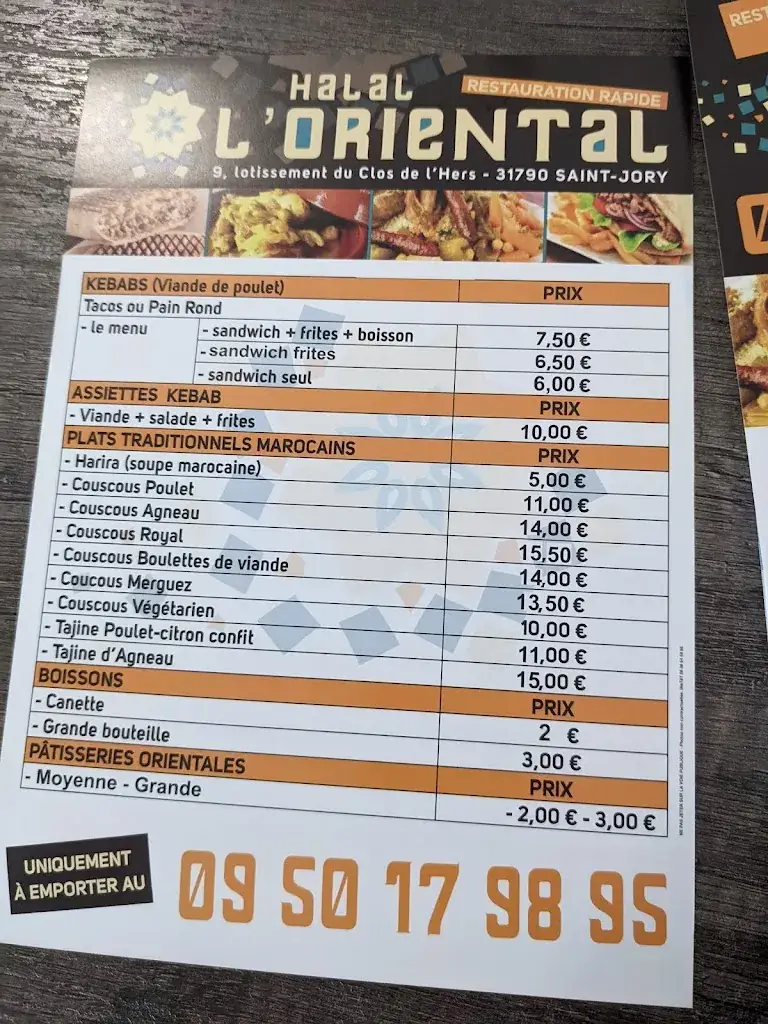 HALAL
RESTAURATION RAPIDE
L'ORIENTAL
9, lotissement du Clos de l'Hers - 31790 SAINT-JORY
KEBABS (Viande de poulet) PRIX
Tacos ou Pain Rond
- le menu - sandwich + frites + boisson 7,50 €
- sandwich frites 6,50 €
- sandwich seul 6,00 €
ASSIETTES KEBAB PRIX
- Viande + salade + frites 10,00 €
PLATS TRADITIONNELS MAROCAINS PRIX
- Harira (soupe marocaine) 5,00 €
- Couscous Poulet 11,00 €
- Couscous Agneau 14,00 €
- Couscous Royal 15,50 €
- Couscous Boulettes de viande 14,00 €
- Coucous Merguez 13,50 €
- Couscous Végétarien 10,00 €
- Tajine Poulet-citron confit 11,00 €
- Tajine d'Agneau 15,00 €
BOISSONS PRIX
- Canette 2 €
- Grande bouteille 3,00 €
PÂTISSERIES ORIENTALES PRIX
- Moyenne - Grande - 2,00 € - 3,00 €
UNIQUEMENT
À EMPORTER AU
09 50 17 98 95
REST